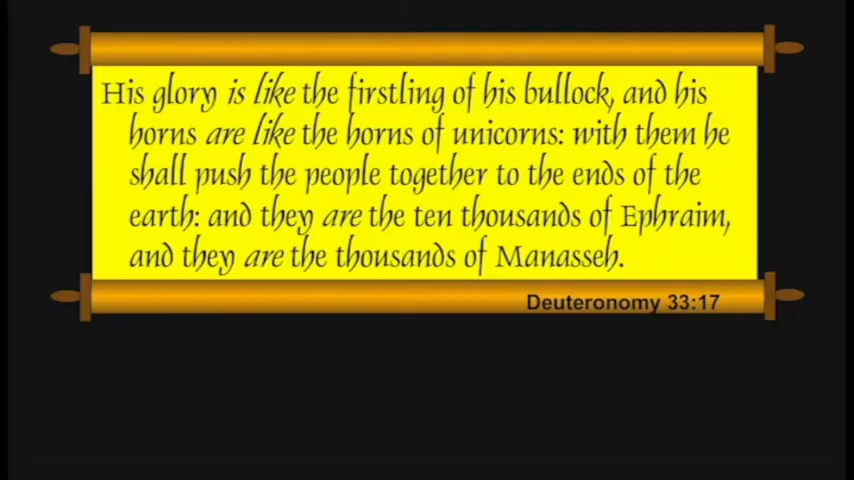 His glory is like the firstling of his bullock, and his
horns are like the horns of unicorns: with them he
shall push the people together to the ends of the
earth: and they are the ten thousands of Ephraim,
and they are the thousands of Manasseh.
Deuteronomy 33:17